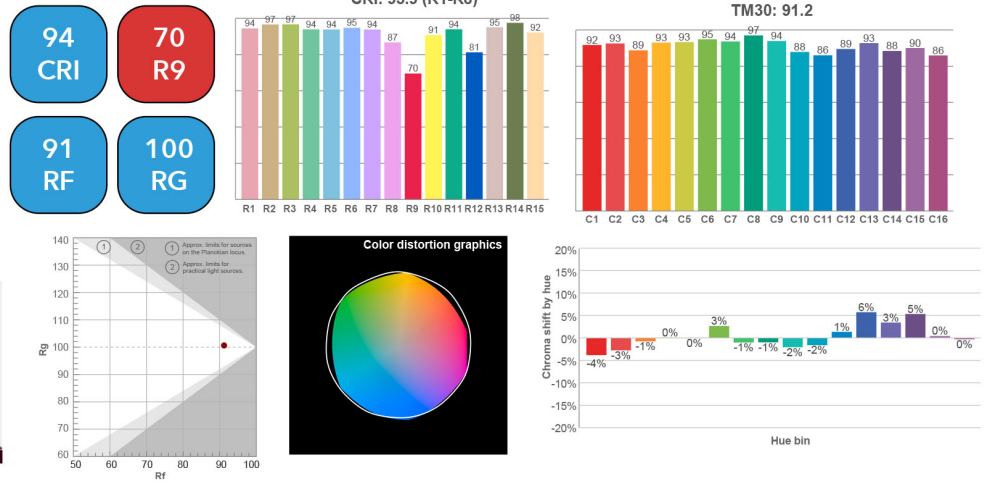 94
CRI
70
R9
91
RF
100
RG
94 97 97 94 94 95 94 87 70 91 94 81 95 98 92
R1 R2 R3 R4 R5 R6 R7 R8 R9 R10 R11 R12 R13 R14 R15
TM30: 91.2
92 93 89 93 93 95 94 97 94 88 86 89 93 88 90 86
C1 C2 C3 C4 C5 C6 C7 C8 C9 C10 C11 C12 C13 C14 C15 C16
140
130
120
110
100
90
80
70
60
Rg
50 60 70 80 90 100
Rf
1 2
1 Approx. limits for sources
on the Planckian locus.
2 Approx. limits for
practical light sources.
Color distortion graphics
20%
15%
10%
5%
0%
-5%
-10%
-15%
-20%
Chroma shift by hue
-4% -3% -1% 0% 0% 3% -1% -1% -2% -2% 1% 6% 3% 5% 0% 0%
Hue bin